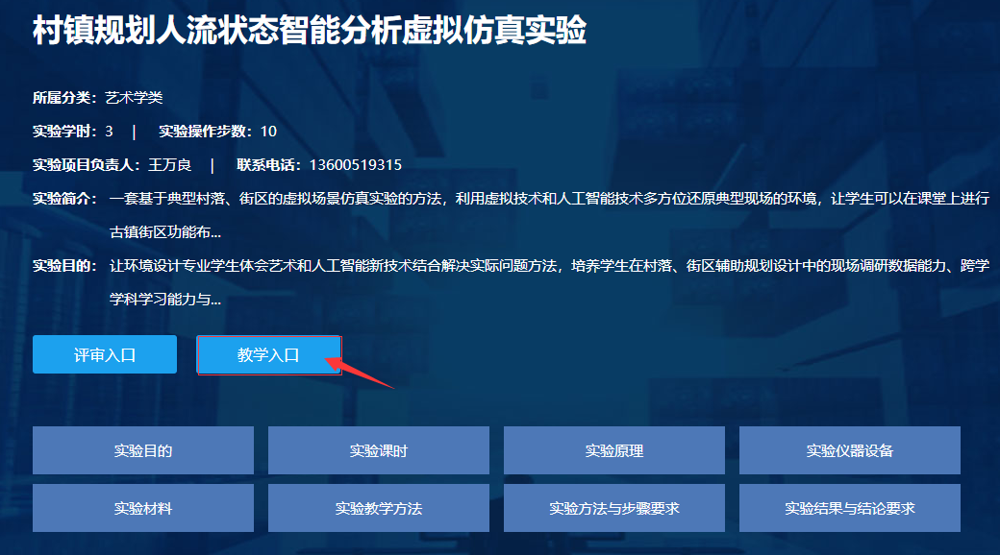 村镇规划人流状态智能分析虚拟仿真实验
所属分类：艺术学类
实验学时：3 | 实验操作步数：10
实验项目负责人：王万良 | 联系电话：13600519315
实验简介：一套基于典型村落、街区的虚拟场景仿真实验的方法，利用虚拟技术和人工智能技术多方位还原典型现场的环境，让学生可以在课堂上进行
古镇街区功能布...
实验目的：让环境设计专业学生体会艺术和人工智能新技术结合解决实际问题方法，培养学生在村落、街区辅助规划设计中的现场调研数据能力、跨学
学科学习能力与...
评审入口 教学入口
实验目的 实验课时 实验原理 实验仪器设备
实验材料 实验教学方法 实验方法与步骤要求 实验结果与结论要求